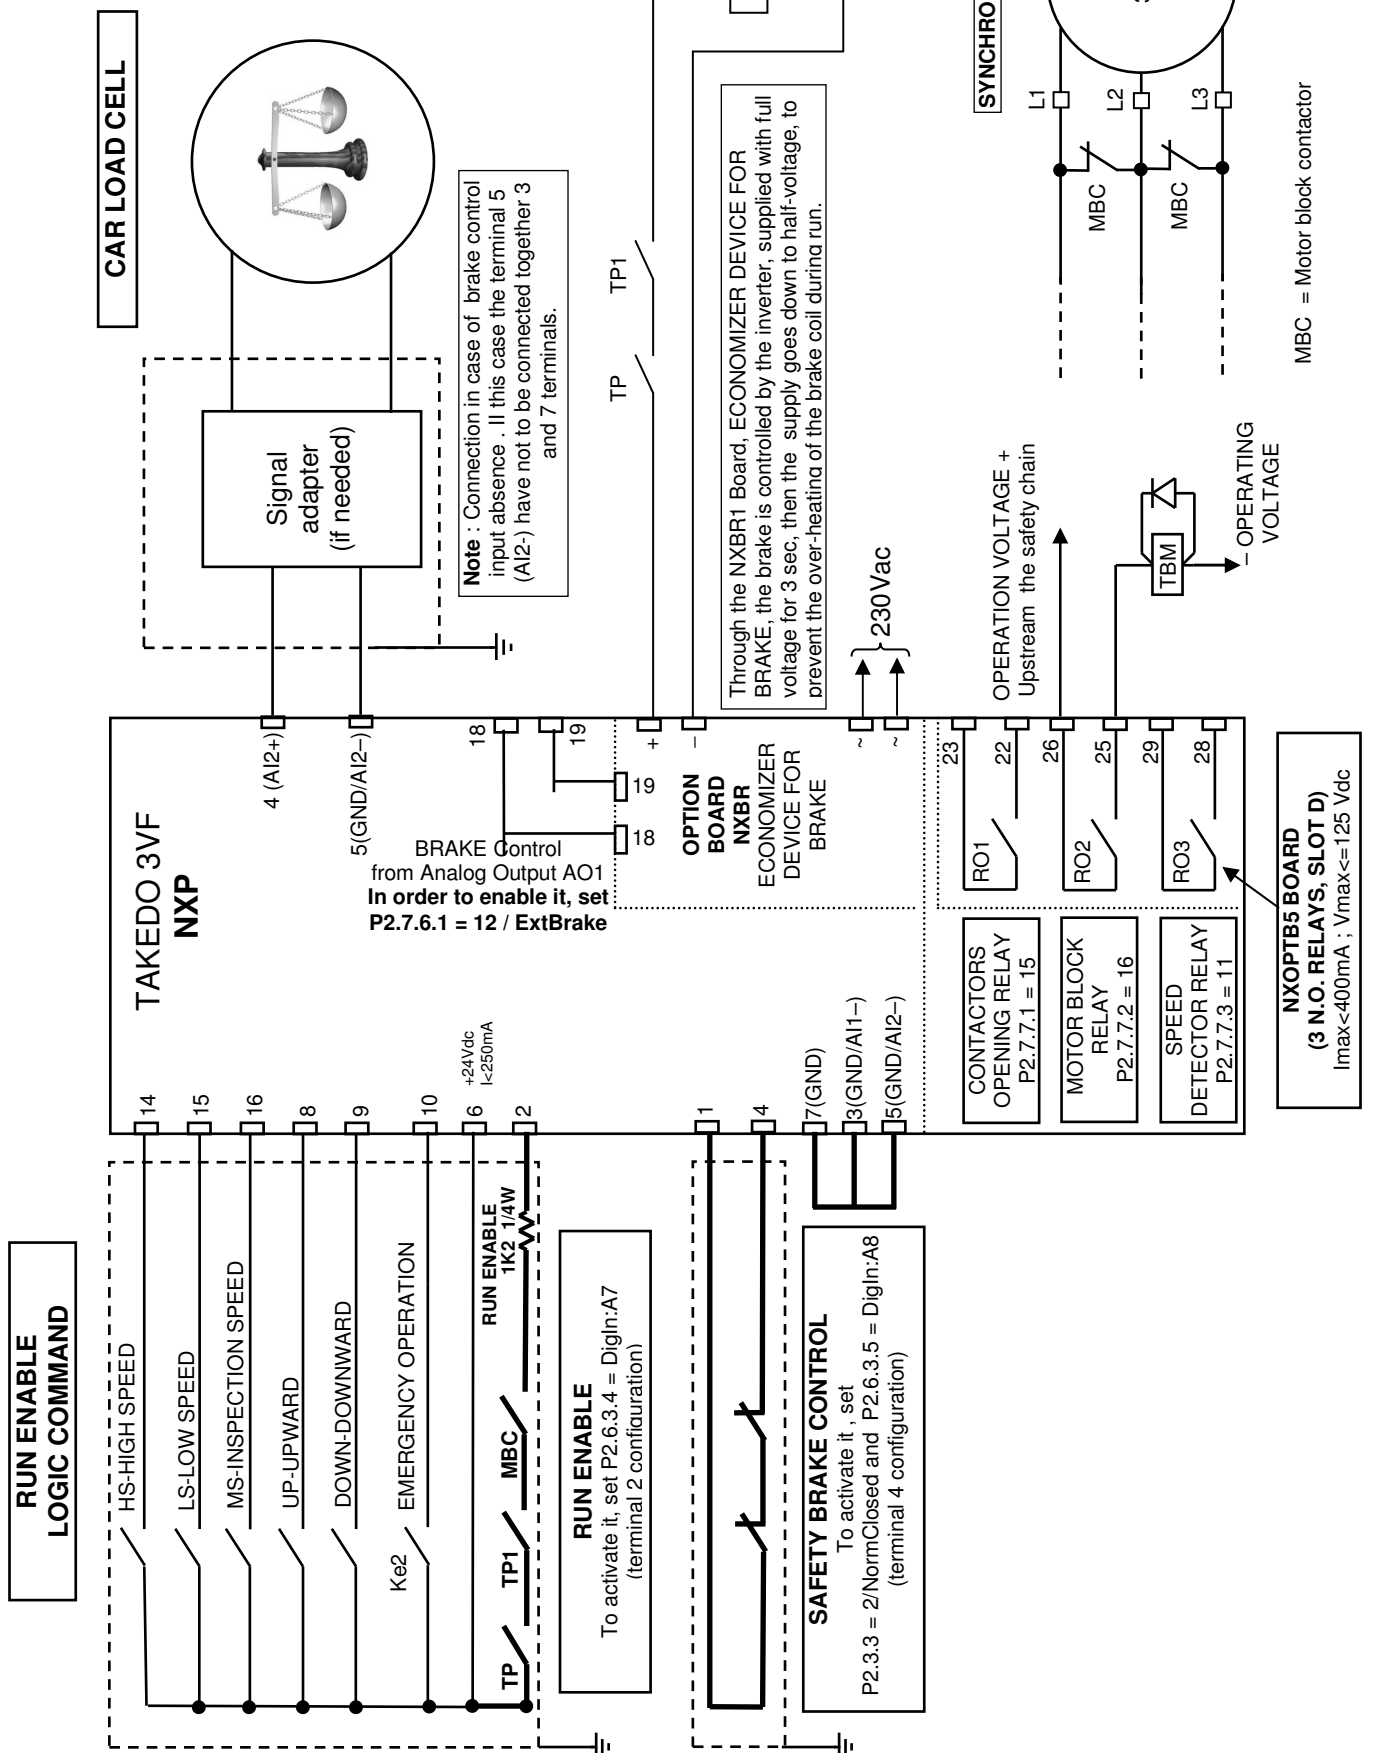 RUN ENABLE
LOGIC COMMAND
HS-HIGH SPEED
LS-LOW SPEED
MS-INSPECTION SPEED
UP-UPWARD
DOWN-DOWNWARD
Ke2
EMERGENCY OPERATION
TP
TP1
MBC
RUN ENABLE
1K2 1/4W
RUN ENABLE
To activate it, set P2.6.3.4 = DigIn:A7
(terminal 2 configuration)
SAFETY BRAKE CONTROL
To activate it , set
P2.3.3 = 2/NormClosed and P2.6.3.5 = DigIn:A8
(terminal 4 configuration)
TAKEDO 3VF
NXP
14
15
16
8
9
10
6
2
+24Vdc
I<250mA
1
4
7(GND)
3(GND/AI1–)
5(GND/AI2–)
4 (AI2+)
5(GND/AI2–)
18
19
BRAKE Control
from Analog Output AO1
In order to enable it, set
P2.7.6.1 = 12 / ExtBrake
18
19
+
–
~
~
OPTION
BOARD
NXBR
ECONOMIZER
DEVICE FOR
BRAKE
CONTACTORS
OPENING RELAY
P2.7.7.1 = 15
MOTOR BLOCK
RELAY
P2.7.7.2 = 16
SPEED
DETECTOR RELAY
P2.7.7.3 = 11
RO1
RO2
RO3
23
22
26
25
29
28
NXOPTB5 BOARD
(3 N.O. RELAYS, SLOT D)
Imax<400mA ; Vmax<=125 Vdc
CAR LOAD CELL
Signal
adapter
(if needed)
Note : Connection in case of brake control
input absence . II this case the terminal 5
(AI2-) have not to be connected together 3
and 7 terminals.
TP
TP1
Through the NXBR1 Board, ECONOMIZER DEVICE FOR
BRAKE, the brake is controlled by the inverter, supplied with full
voltage for 3 sec, then the supply goes down to half-voltage, to
prevent the over-heating of the brake coil during run.
230Vac
OPERATION VOLTAGE +
Upstream the safety chain
TBM
– OPERATING
VOLTAGE
SYNCHRO
L1
L2
L3
MBC
MBC
MBC = Motor block contactor